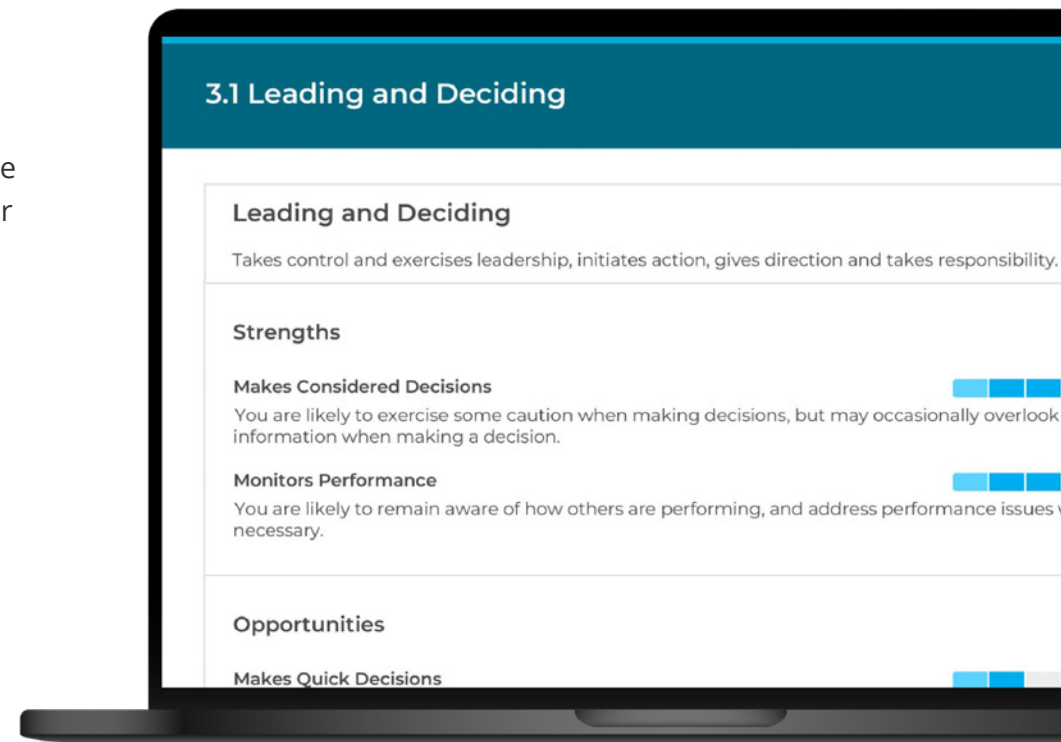 e
r
3.1 Leading and Deciding
Leading and Deciding
Takes control and exercises leadership, initiates action, gives direction and takes responsibility.
Strengths
Makes Considered Decisions
You are likely to exercise some caution when making decisions, but may occasionally overlook
information when making a decision.
Monitors Performance
You are likely to remain aware of how others are performing, and address performance issues
necessary.
Opportunities
Makes Quick Decisions